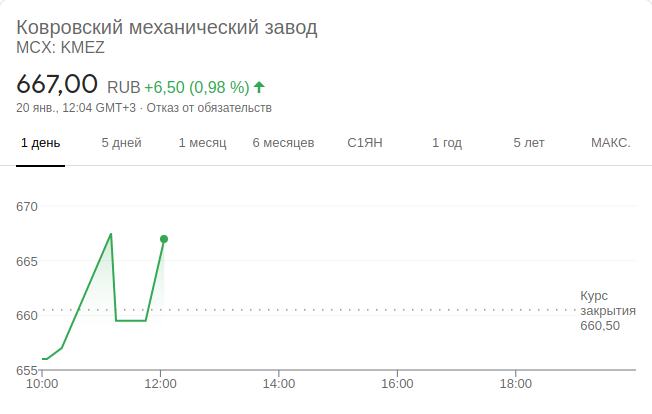 Ковровский механический завод
MCX: KMEZ
667,00 RUB +6,50 (0,98 %)
20 янв., 12:04 GMT+3 · Отказ от обязательств
1 день 5 дней 1 месяц 6 месяцев С1ЯН 1 год 5 лет МАКС.
670
665
660
655
Курс
закрытия
660,50
10:00 12:00 14:00 16:00 18:00